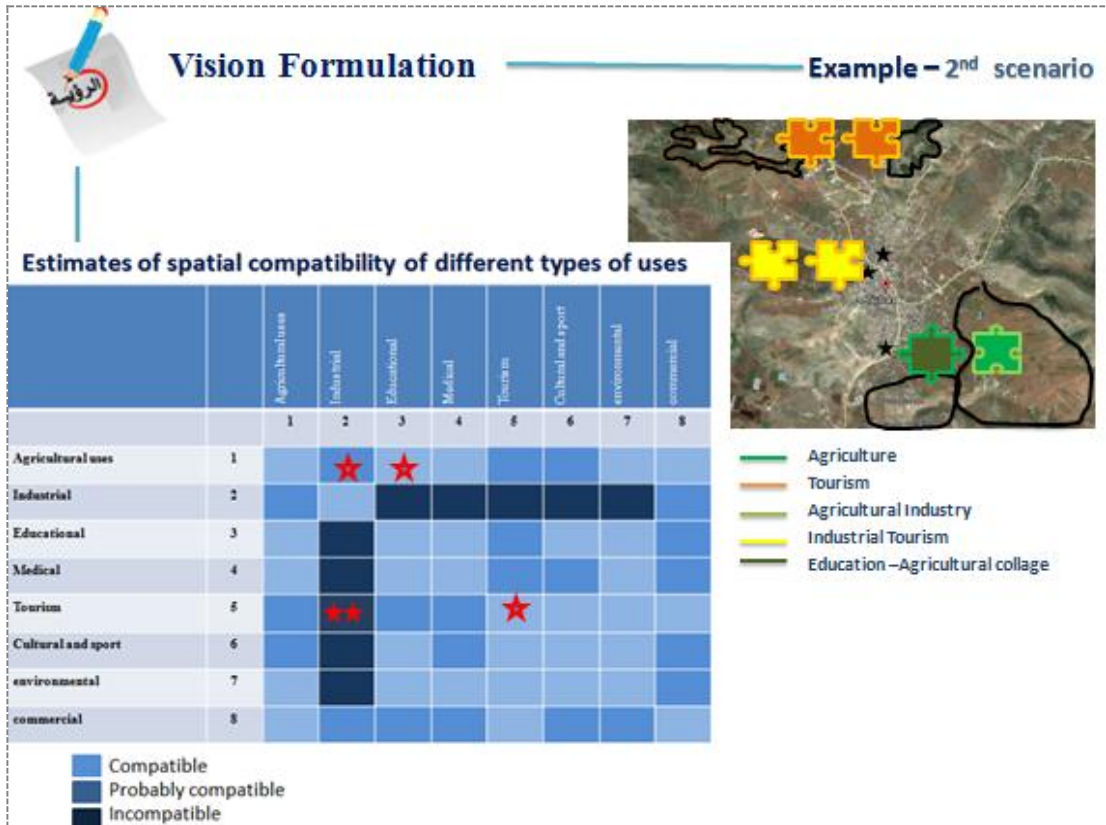 الرؤية
Vision Formulation
Example – 2nd scenario
Estimates of spatial compatibility of different types of uses
Agricultural uses
Industrial
Educational
Medical
Tourism
Cultural and sport
environmental
commercial
1 2 3 4 5 6 7 8
Agricultural uses 1
Industrial 2
Educational 3
Medical 4
Tourism 5
Cultural and sport 6
environmental 7
commercial 8
Compatible
Probably compatible
Incompatible
Agriculture
Tourism
Agricultural Industry
Industrial Tourism
Education –Agricultural collage